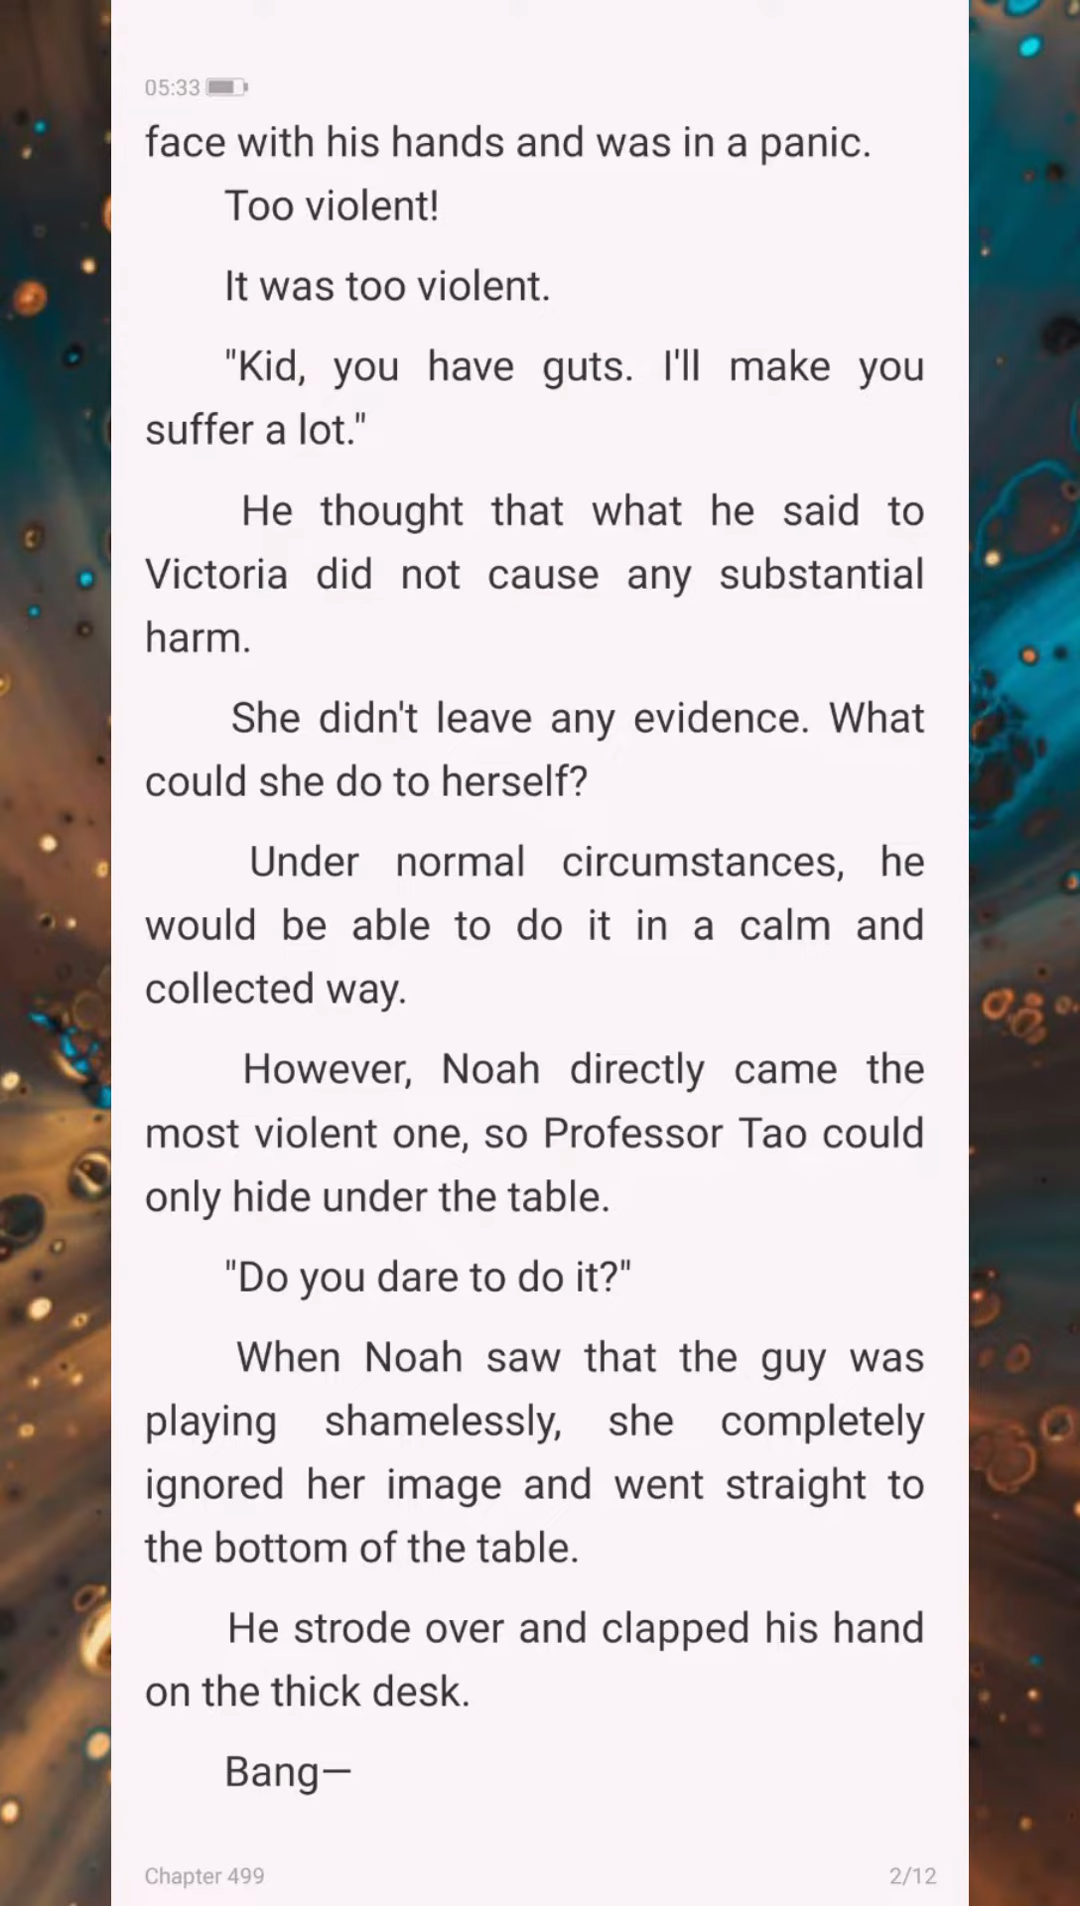 05:33
face with his hands and was in a panic.
Too violent!
It was too violent.
"Kid, you have guts. I'll make you
suffer a lot."
He thought that what he said to
Victoria did not cause any substantial
harm.
She didn't leave any evidence. What
could she do to herself?
Under normal circumstances, he
would be able to do it in a calm and
collected way.
However, Noah directly came the
most violent one, so Professor Tao could
only hide under the table.
"Do you dare to do it?"
When Noah saw that the guy was
playing shamelessly, she completely
ignored her image and went straight to
the bottom of the table.
He strode over and clapped his hand
on the thick desk.
Bang—
Chapter 499 2/12